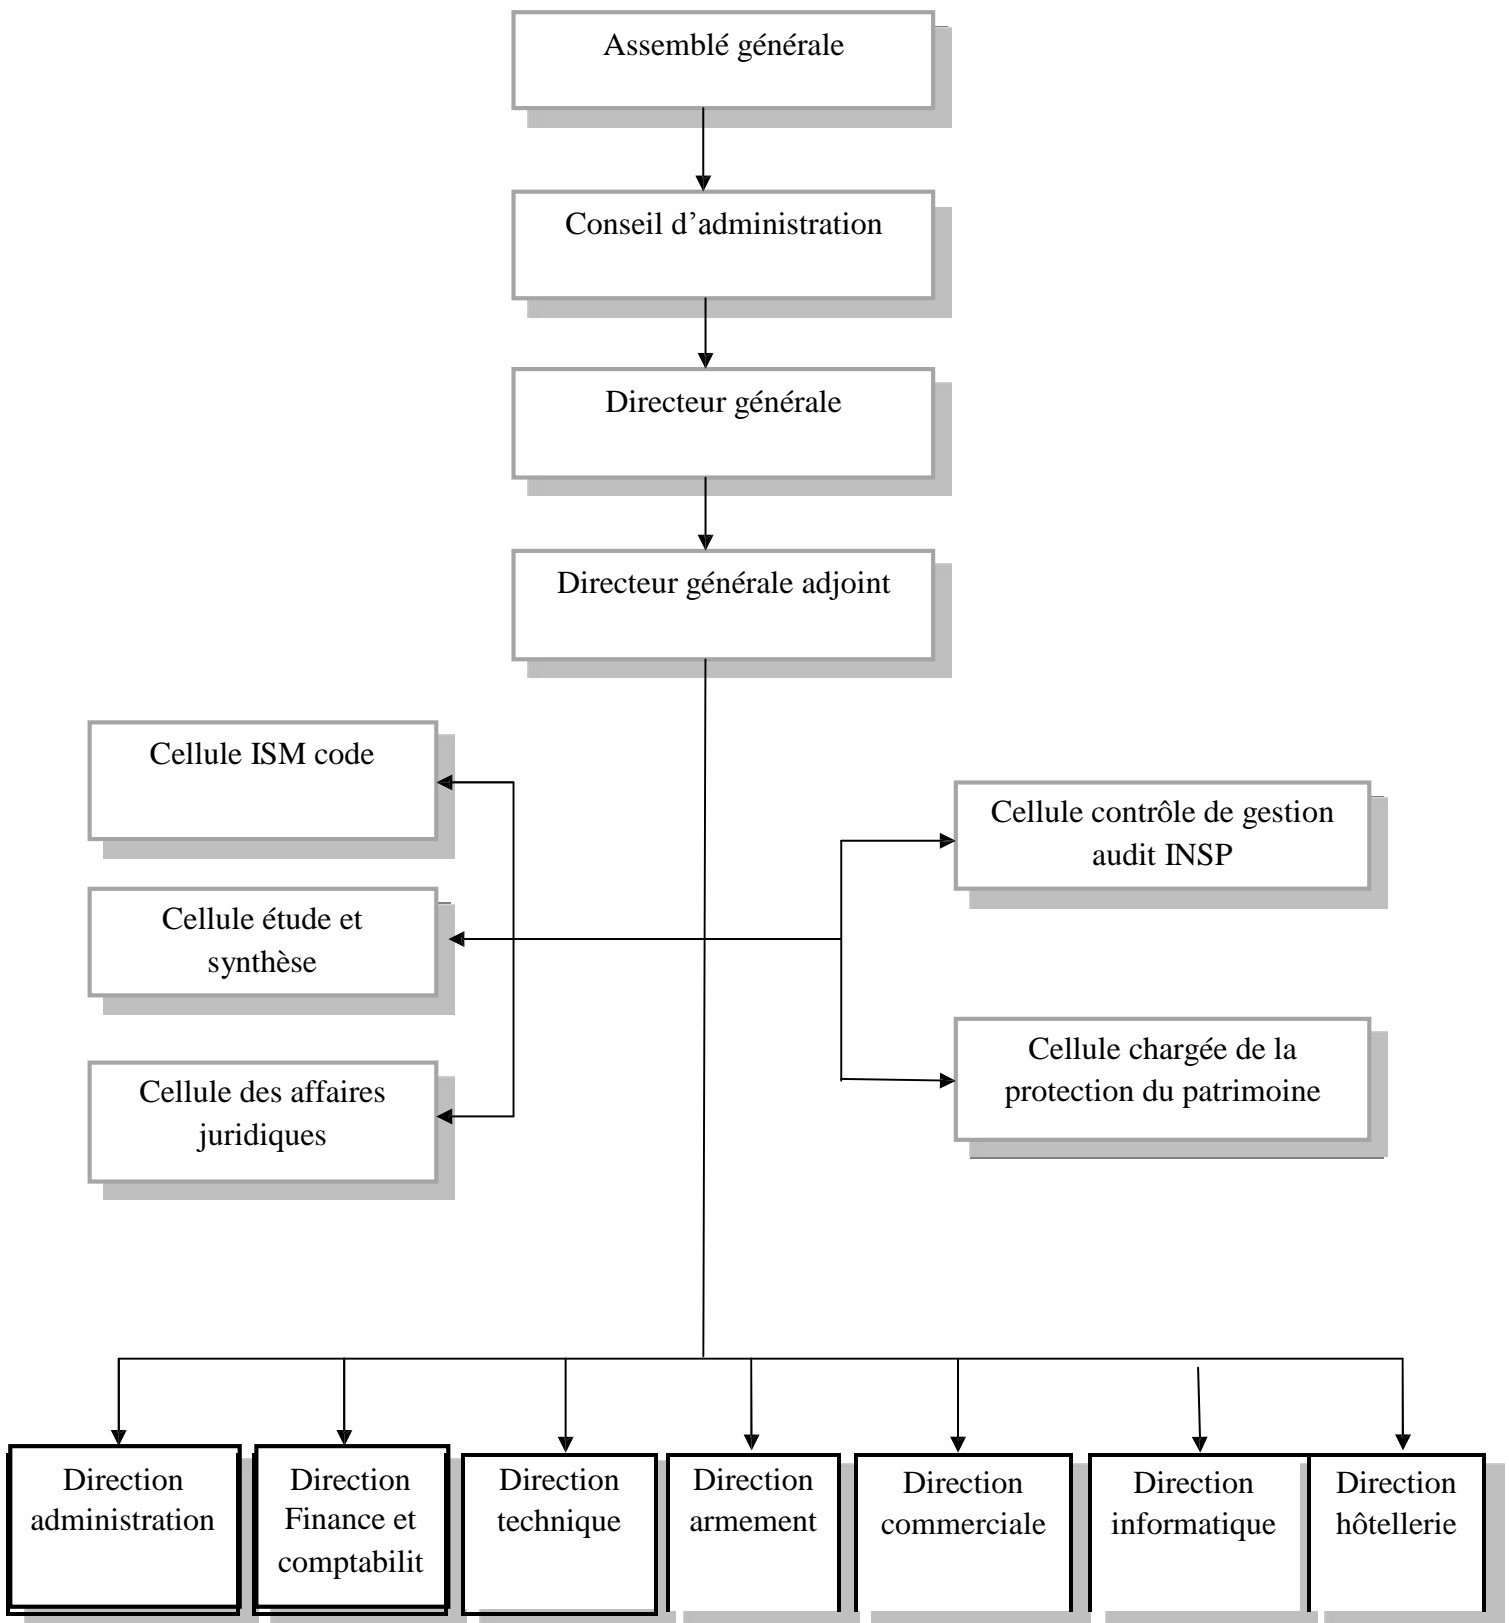 Assemblé générale
Conseil d’administration
Directeur générale
Directeur générale adjoint
Cellule ISM code
Cellule étude et
synthèse
Cellule des affaires
juridiques
Cellule contrôle de gestion
audit INSP
Cellule chargée de la
protection du patrimoine
Direction
administration
Direction
Finance et
comptabilit
Direction
technique
Direction
armement
Direction
commerciale
Direction
informatique
Direction
hôtellerie